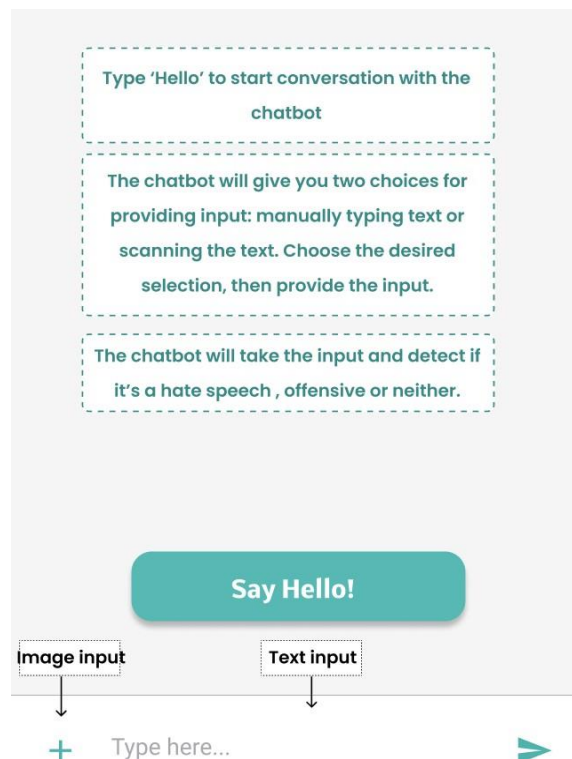 Type ‘Hello’ to start conversation with the
chatbot
The chatbot will give you two choices for
providing input: manually typing text or
scanning the text. Choose the desired
selection, then provide the input.
The chatbot will take the input and detect if
it’s a hate speech , offensive or neither.
Say Hello!
Image input
Text input
Type here...